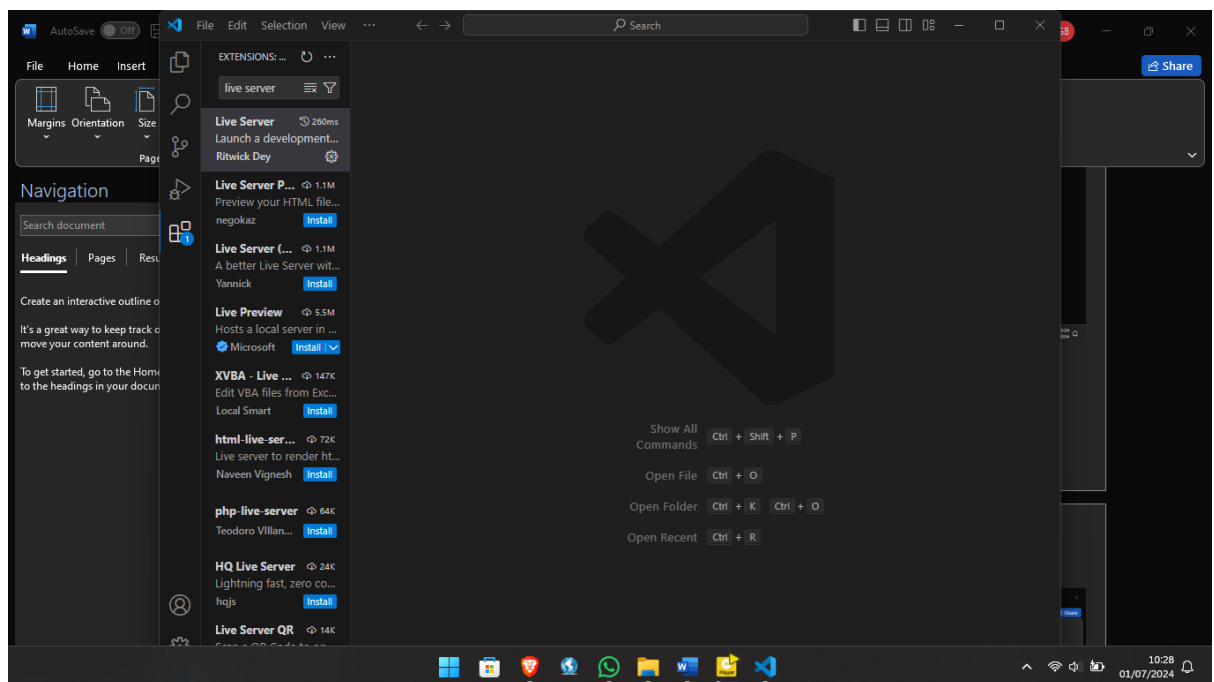 AutoSave Off
File Home Insert
Share
Margins Orientation Size
Page
Navigation
Search document
Headings Pages Resu
Create an interactive outline o
It's a great way to keep track o
move your content around.
To get started, go to the Home
to the headings in your docum
File Edit Selection View ···
Search
EXTENSIONS: ...
live server
Live Server 260ms
Launch a development...
Ritwick Dey
Live Server P... 1.1M
Preview your HTML file...
negokaz Install
Live Server (... 1.1M
A better Live Server wit...
Yannick Install
Live Preview 5.5M
Hosts a local server in ...
Microsoft Install
XVBA - Live ... 147K
Edit VBA files from Exc...
Local Smart Install
html-live-ser... 72K
Live server to render ht...
Naveen Vignesh Install
php-live-server 64K
Teodoro VIllan... Install
HQ Live Server 24K
Lightning fast, zero co...
hqjs Install
Live Server QR 14K
1
Show All
Commands Ctrl + Shift + P
Open File Ctrl + O
Open Folder Ctrl + K Ctrl + O
Open Recent Ctrl + R
Share
10:28
01/07/2024